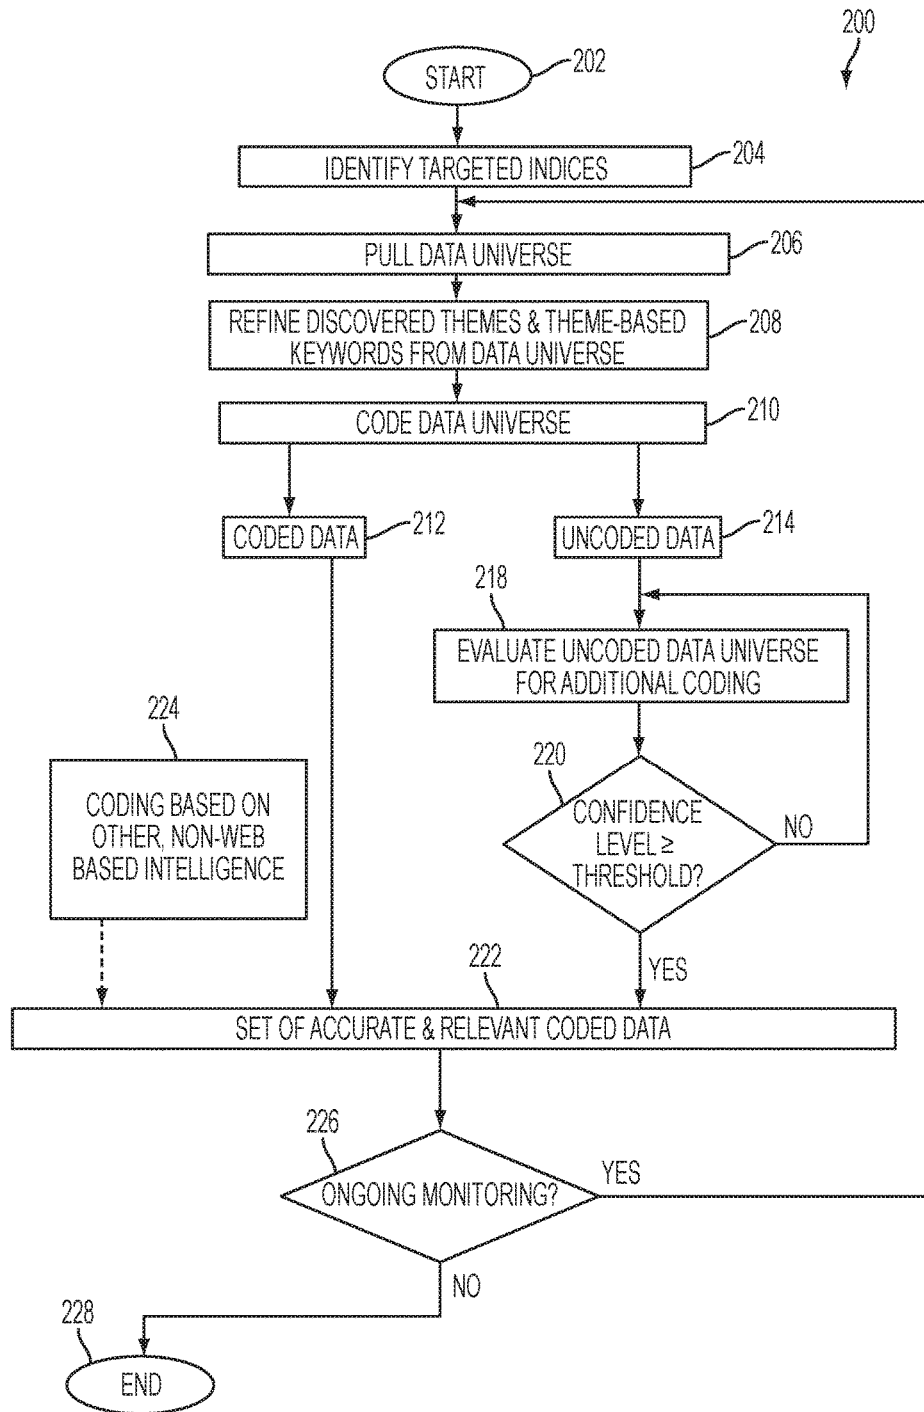 200
START
202
IDENTIFY TARGETED INDICES
204
PULL DATA UNIVERSE
206
REFINE DISCOVERED THEMES & THEME-BASED
KEYWORDS FROM DATA UNIVERSE
208
CODE DATA UNIVERSE
210
CODED DATA
212
UNCODED DATA
214
218
EVALUATE UNCODED DATA UNIVERSE
FOR ADDITIONAL CODING
224
CODING BASED ON
OTHER, NON-WEB
BASED INTELLIGENCE
220
CONFIDENCE
LEVEL ≥
THRESHOLD?
NO
YES
222
SET OF ACCURATE & RELEVANT CODED DATA
226
ONGOING MONITORING?
YES
NO
228
END